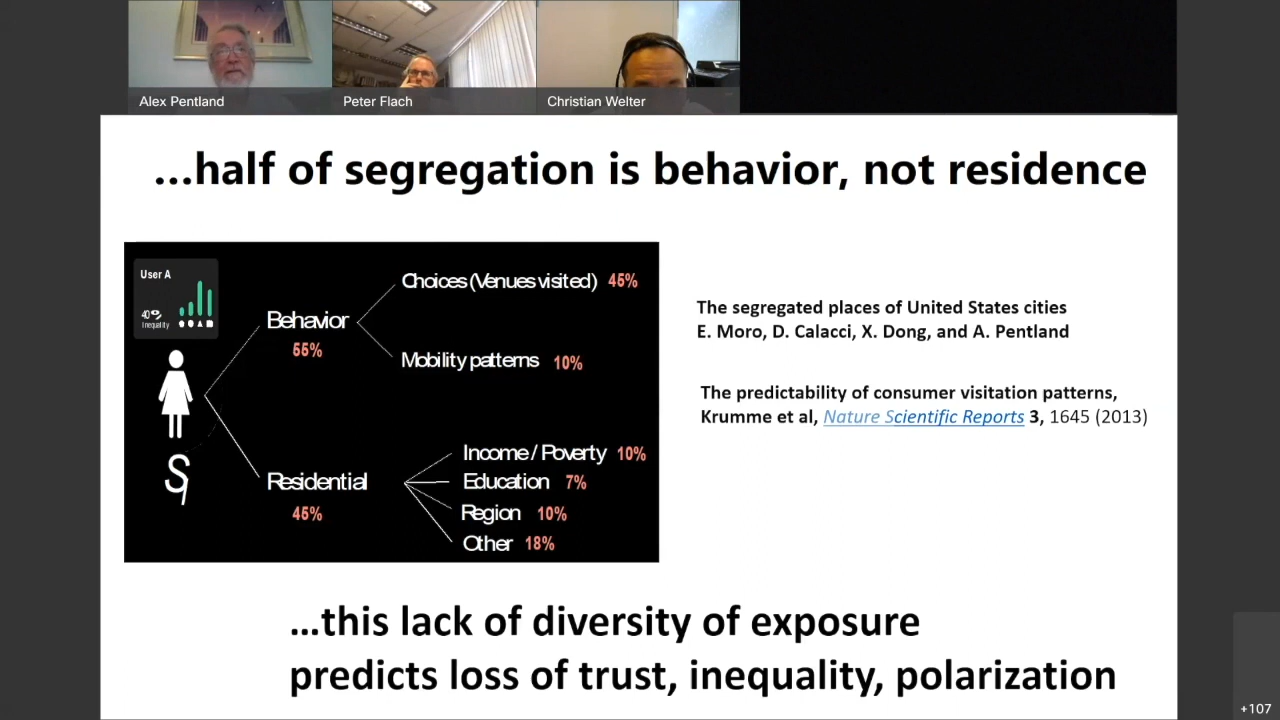 Alex Pentland
Peter Flach
Christian Welter
...half of segregation is behavior, not residence
User A
40%
Inequality
Behavior
55%
Choices (Venues visited) 45%
Mobility patterns 10%
Residential
45%
Income / Poverty 10%
Education 7%
Region 10%
Other 18%
The segregated places of United States cities
E. Moro, D. Calacci, X. Dong, and A. Pentland
The predictability of consumer visitation patterns,
Krumme et al, Nature Scientific Reports 3, 1645 (2013)
...this lack of diversity of exposure
predicts loss of trust, inequality, polarization
+107